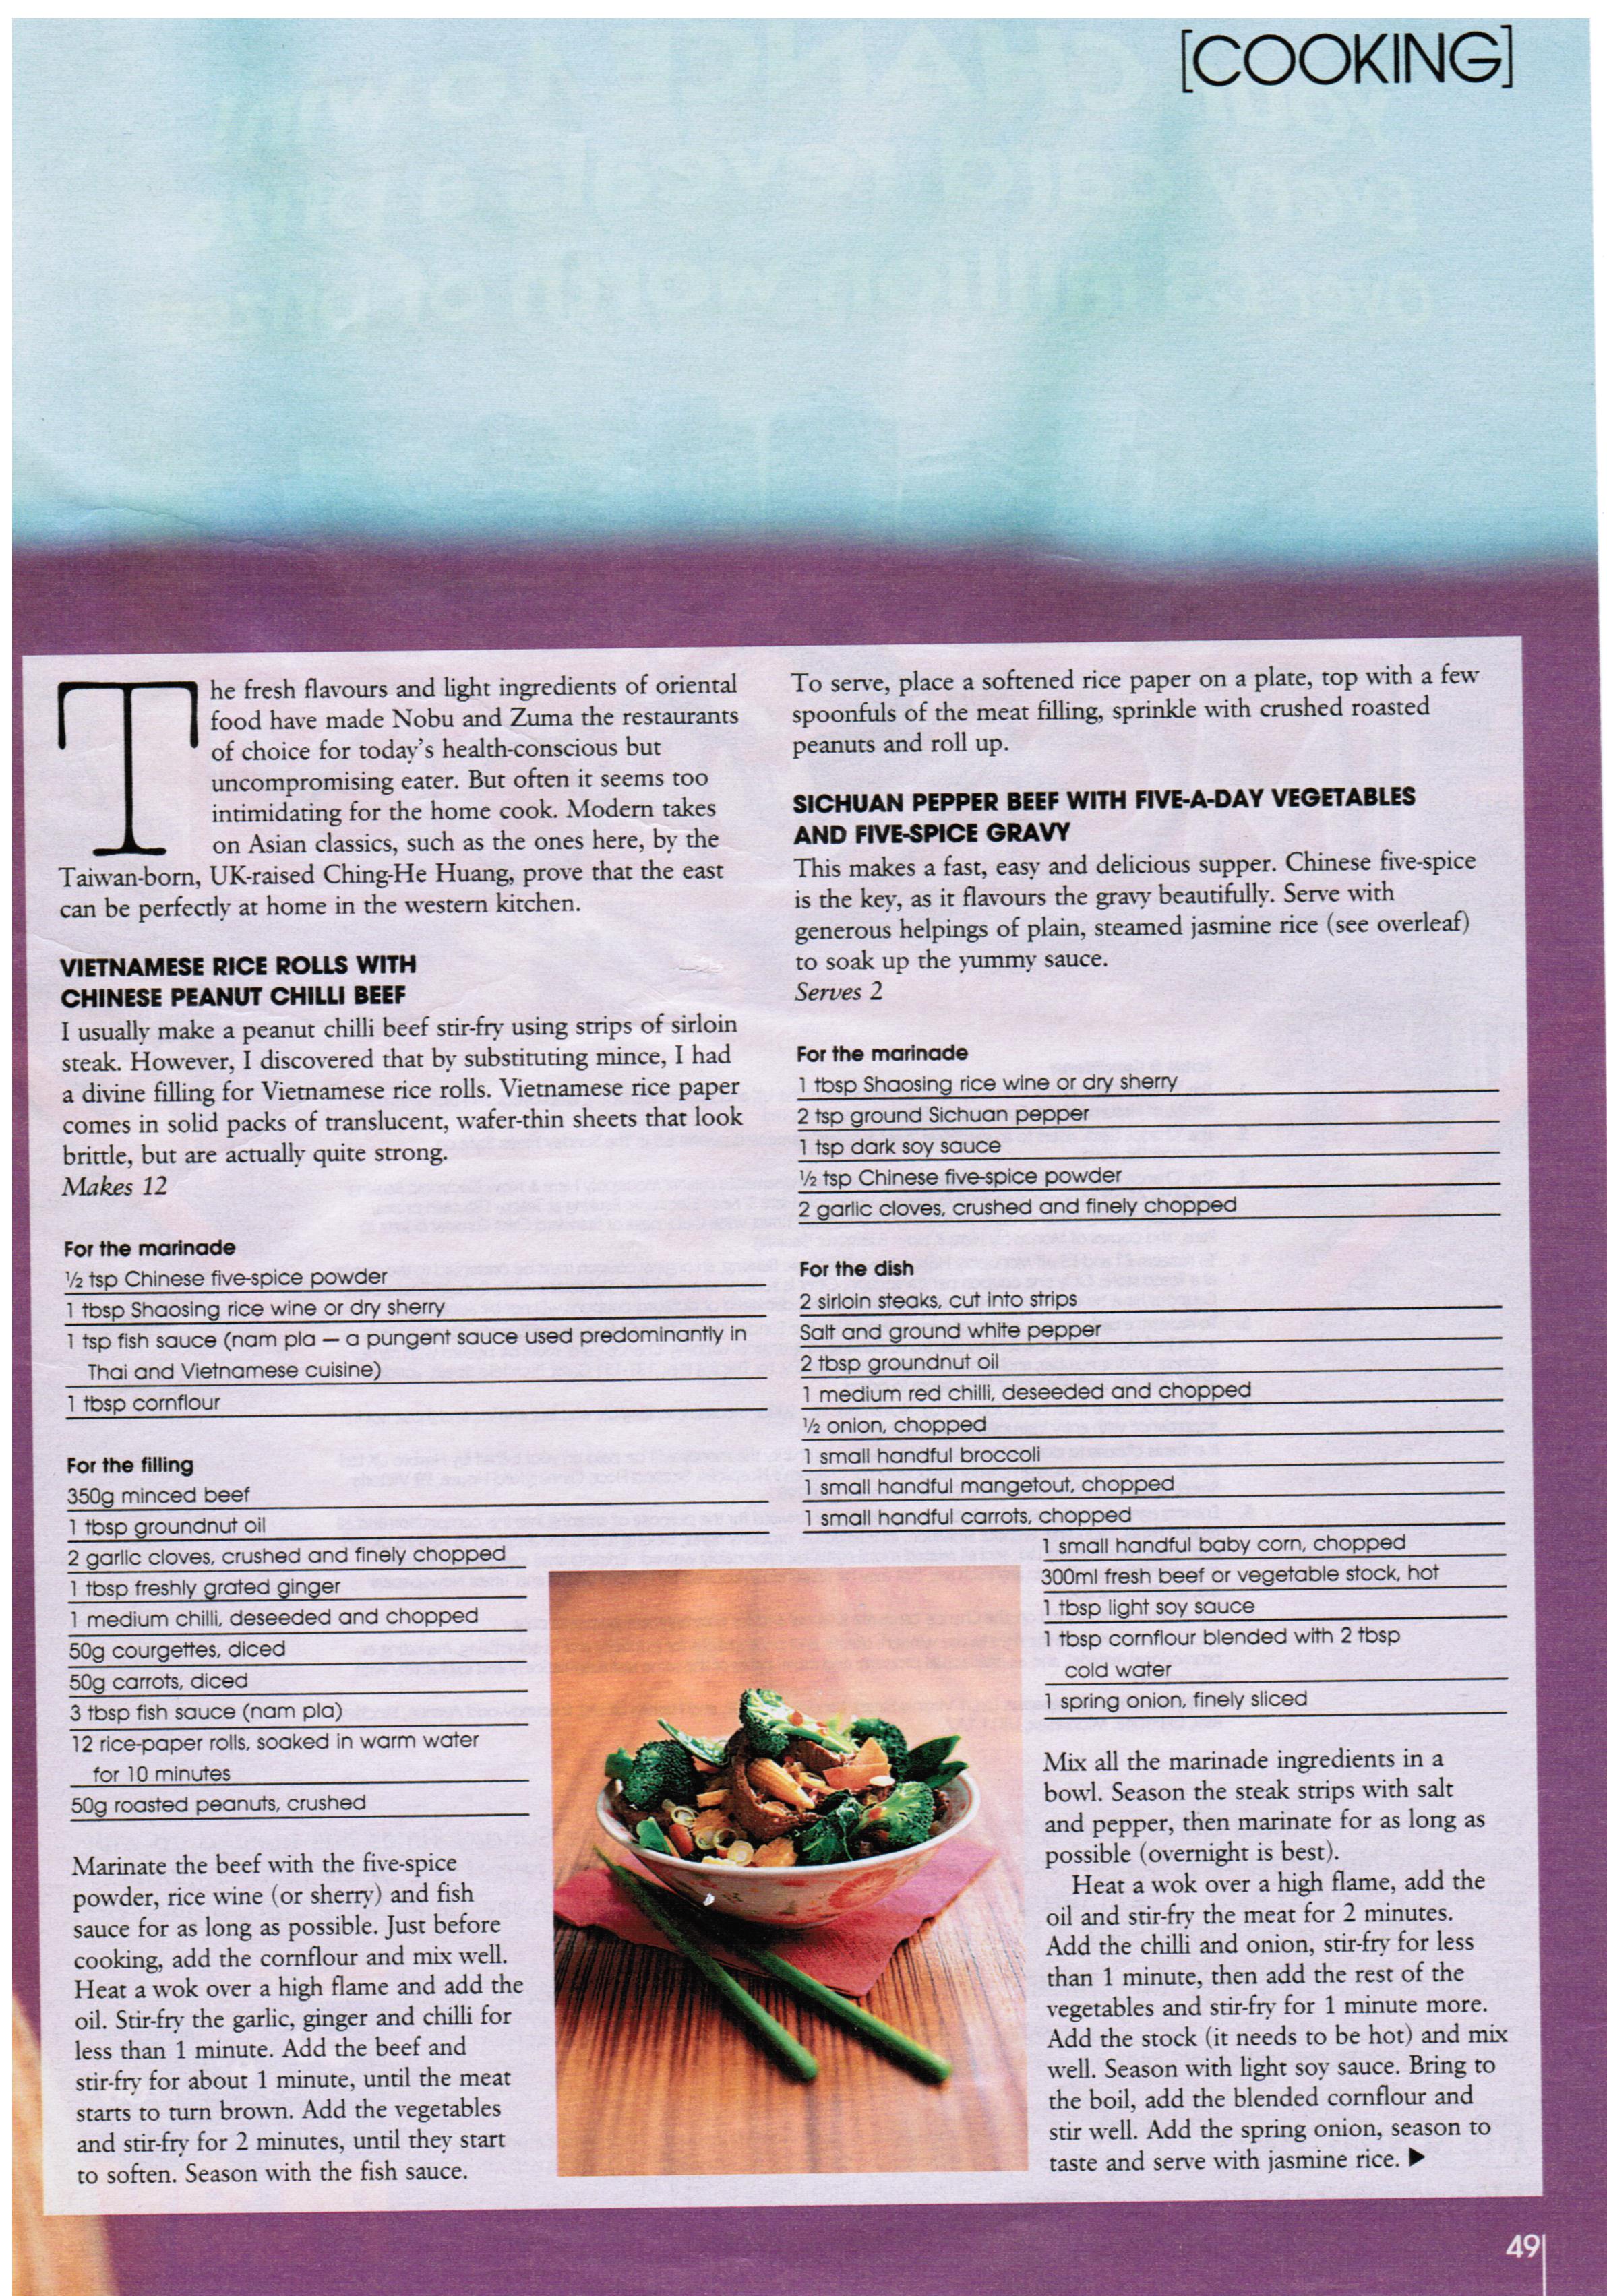 [COOKING]
The fresh flavours and light ingredients of oriental
food have made Nobu and Zuma the restaurants
of choice for today's health-conscious but
uncompromising eater. But often it seems too
intimidating for the home cook. Modern takes
on Asian classics, such as the ones here, by the
Taiwan-born, UK-raised Ching-He Huang, prove that the east
can be perfectly at home in the western kitchen.
VIETNAMESE RICE ROLLS WITH
CHINESE PEANUT CHILLI BEEF
I usually make a peanut chilli beef stir-fry using strips of sirloin
steak. However, I discovered that by substituting mince, I had
a divine filling for Vietnamese rice rolls. Vietnamese rice paper
comes in solid packs of translucent, wafer-thin sheets that look
brittle, but are actually quite strong.
Makes 12
For the marinade
½ tsp Chinese five-spice powder
1 tbsp Shaosing rice wine or dry sherry
1 tsp fish sauce (nam pla – a pungent sauce used predominantly in
Thai and Vietnamese cuisine)
1 tbsp cornflour
For the filling
350g minced beef
1 tbsp groundnut oil
2 garlic cloves, crushed and finely chopped
1 tbsp freshly grated ginger
1 medium chilli, deseeded and chopped
50g courgettes, diced
50g carrots, diced
3 tbsp fish sauce (nam pla)
12 rice-paper rolls, soaked in warm water
for 10 minutes
50g roasted peanuts, crushed
Marinate the beef with the five-spice
powder, rice wine (or sherry) and fish
sauce for as long as possible. Just before
cooking, add the cornflour and mix well.
Heat a wok over a high flame and add the
oil. Stir-fry the garlic, ginger and chilli for
less than 1 minute. Add the beef and
stir-fry for about 1 minute, until the meat
starts to turn brown. Add the vegetables
and stir-fry for 2 minutes, until they start
to soften. Season with the fish sauce.
To serve, place a softened rice paper on a plate, top with a few
spoonfuls of the meat filling, sprinkle with crushed roasted
peanuts and roll up.
SICHUAN PEPPER BEEF WITH FIVE-A-DAY VEGETABLES
AND FIVE-SPICE GRAVY
This makes a fast, easy and delicious supper. Chinese five-spice
is the key, as it flavours the gravy beautifully. Serve with
generous helpings of plain, steamed jasmine rice (see overleaf)
to soak up the yummy sauce.
Serves 2
For the marinade
1 tbsp Shaosing rice wine or dry sherry
2 tsp ground Sichuan pepper
1 tsp dark soy sauce
½ tsp Chinese five-spice powder
2 garlic cloves, crushed and finely chopped
For the dish
2 sirloin steaks, cut into strips
Salt and ground white pepper
2 tbsp groundnut oil
1 medium red chilli, deseeded and chopped
½ onion, chopped
1 small handful broccoli
1 small handful mangetout, chopped
1 small handful carrots, chopped
1 small handful baby corn, chopped
300ml fresh beef or vegetable stock, hot
1 tbsp light soy sauce
1 tbsp cornflour blended with 2 tbsp
cold water
1 spring onion, finely sliced
Mix all the marinade ingredients in a
bowl. Season the steak strips with salt
and pepper, then marinate for as long as
possible (overnight is best).
Heat a wok over a high flame, add the
oil and stir-fry the meat for 2 minutes.
Add the chilli and onion, stir-fry for less
than 1 minute, then add the rest of the
vegetables and stir-fry for 1 minute more.
Add the stock (it needs to be hot) and mix
well. Season with light soy sauce. Bring to
the boil, add the blended cornflour and
stir well. Add the spring onion, season to
taste and serve with jasmine rice. ▶
49